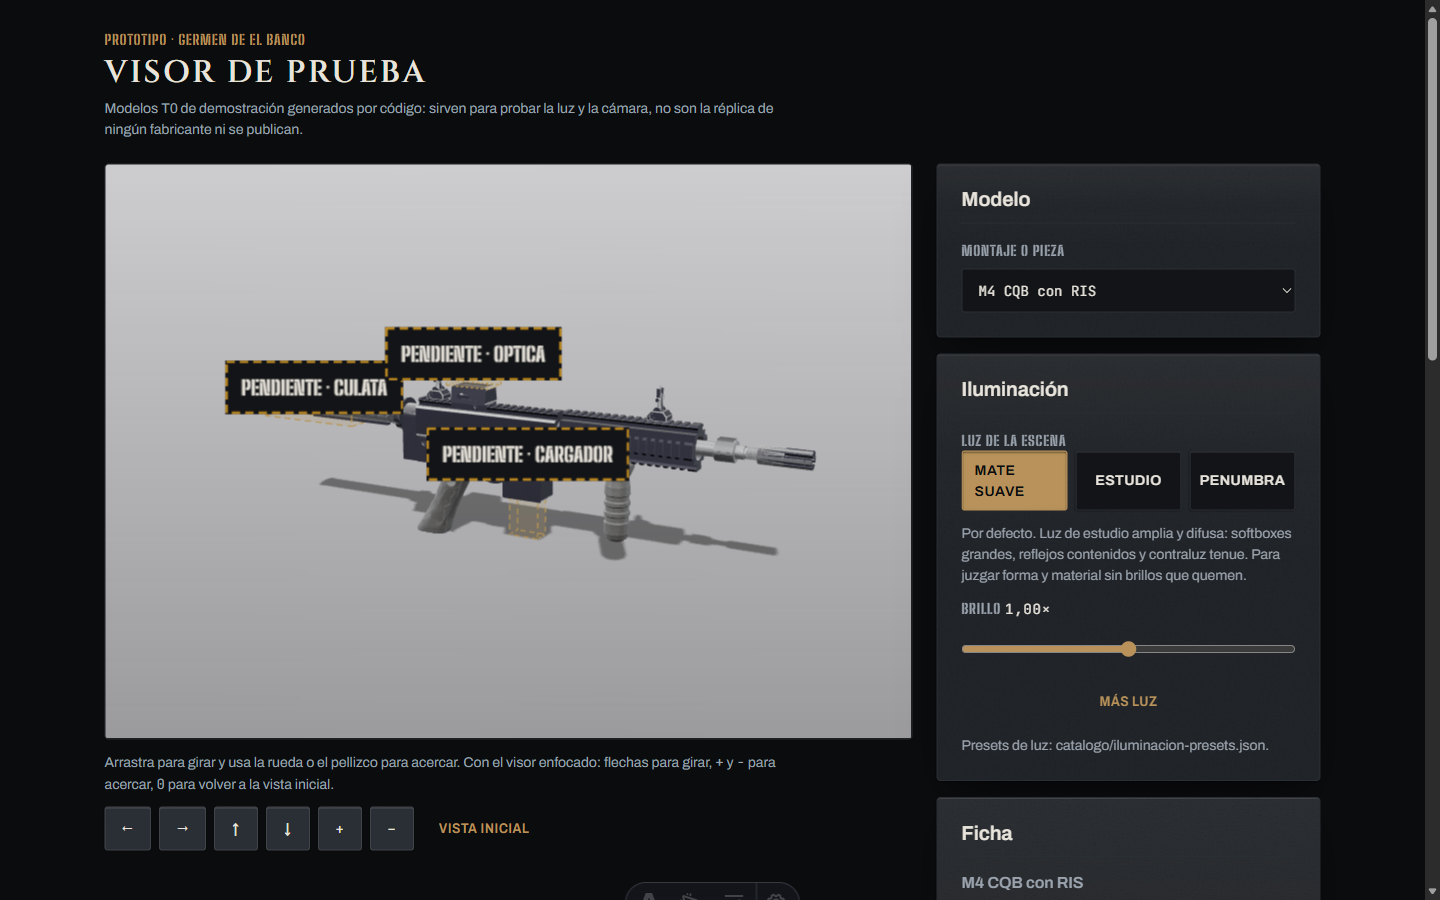 PROTOTIPO · GERMEN DE EL BANCO
VISOR DE PRUEBA
Modelos T0 de demostración generados por código: sirven para probar la luz y la cámara, no son la réplica de
ningún fabricante ni se publican.
PENDIENTE · OPTICA
PENDIENTE · CULATA
PENDIENTE · CARGADOR
Arrastra para girar y usa la rueda o el pellizco para acercar. Con el visor enfocado: flechas para girar, + y - para
acercar, 0 para volver a la vista inicial.
← → ↑ ↓ + − VISTA INICIAL
Modelo
MONTAJE O PIEZA
M4 CQB con RIS
Iluminación
LUZ DE LA ESCENA
MATE
SUAVE
ESTUDIO
PENUMBRA
Por defecto. Luz de estudio amplia y difusa: softboxes
grandes, reflejos contenidos y contraluz tenue. Para
juzgar forma y material sin brillos que quemen.
BRILLO 1,00×
MÁS LUZ
Presets de luz: catalogo/iluminacion-presets.json.
Ficha
M4 CQB con RIS